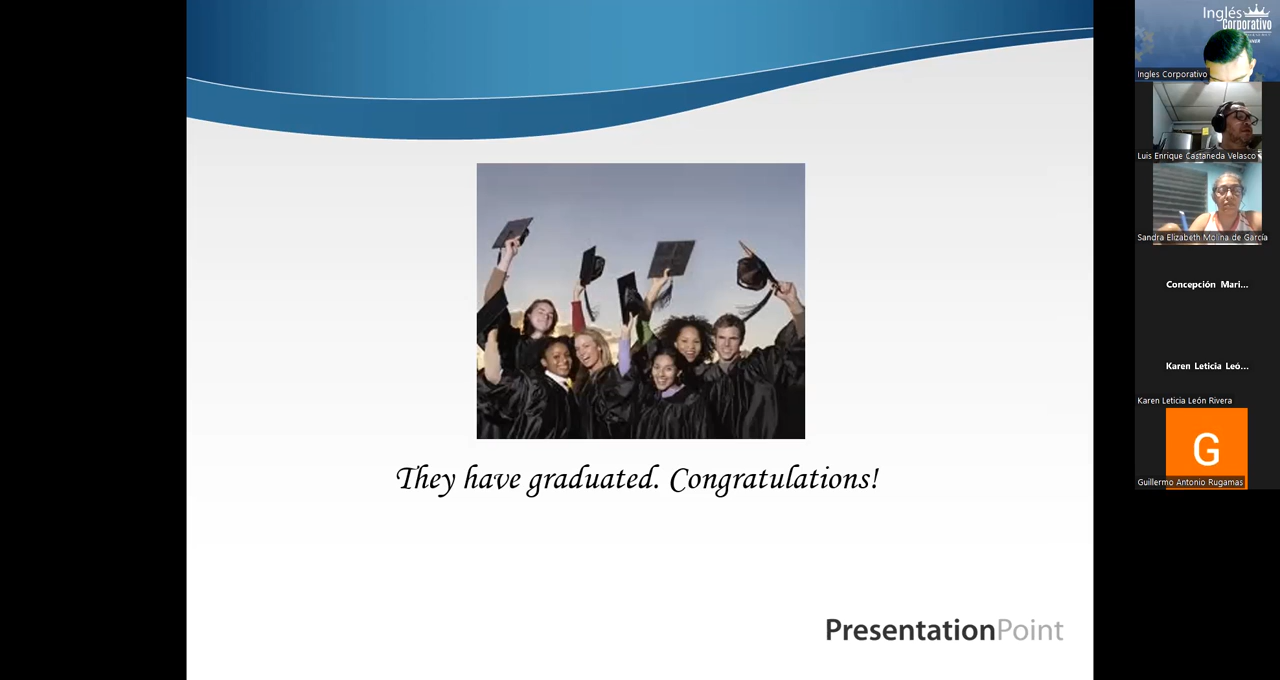 They have graduated. Congratulations!
PresentationPoint
Inglés
Corporativo
Ingles Corporativo
Luis Enrique Castaneda Velasco
Sandra Elizabeth Molina de García
Concepción Mari...
Karen Leticia Leó...
Karen Leticia León Rivera
G
Guillermo Antonio Rugamas